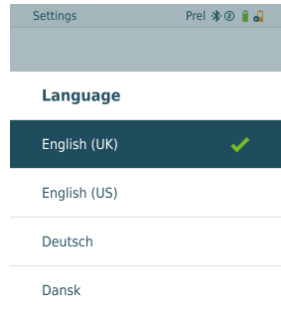 Settings Prel
Language
English (UK)
English (US)
Deutsch
Dansk